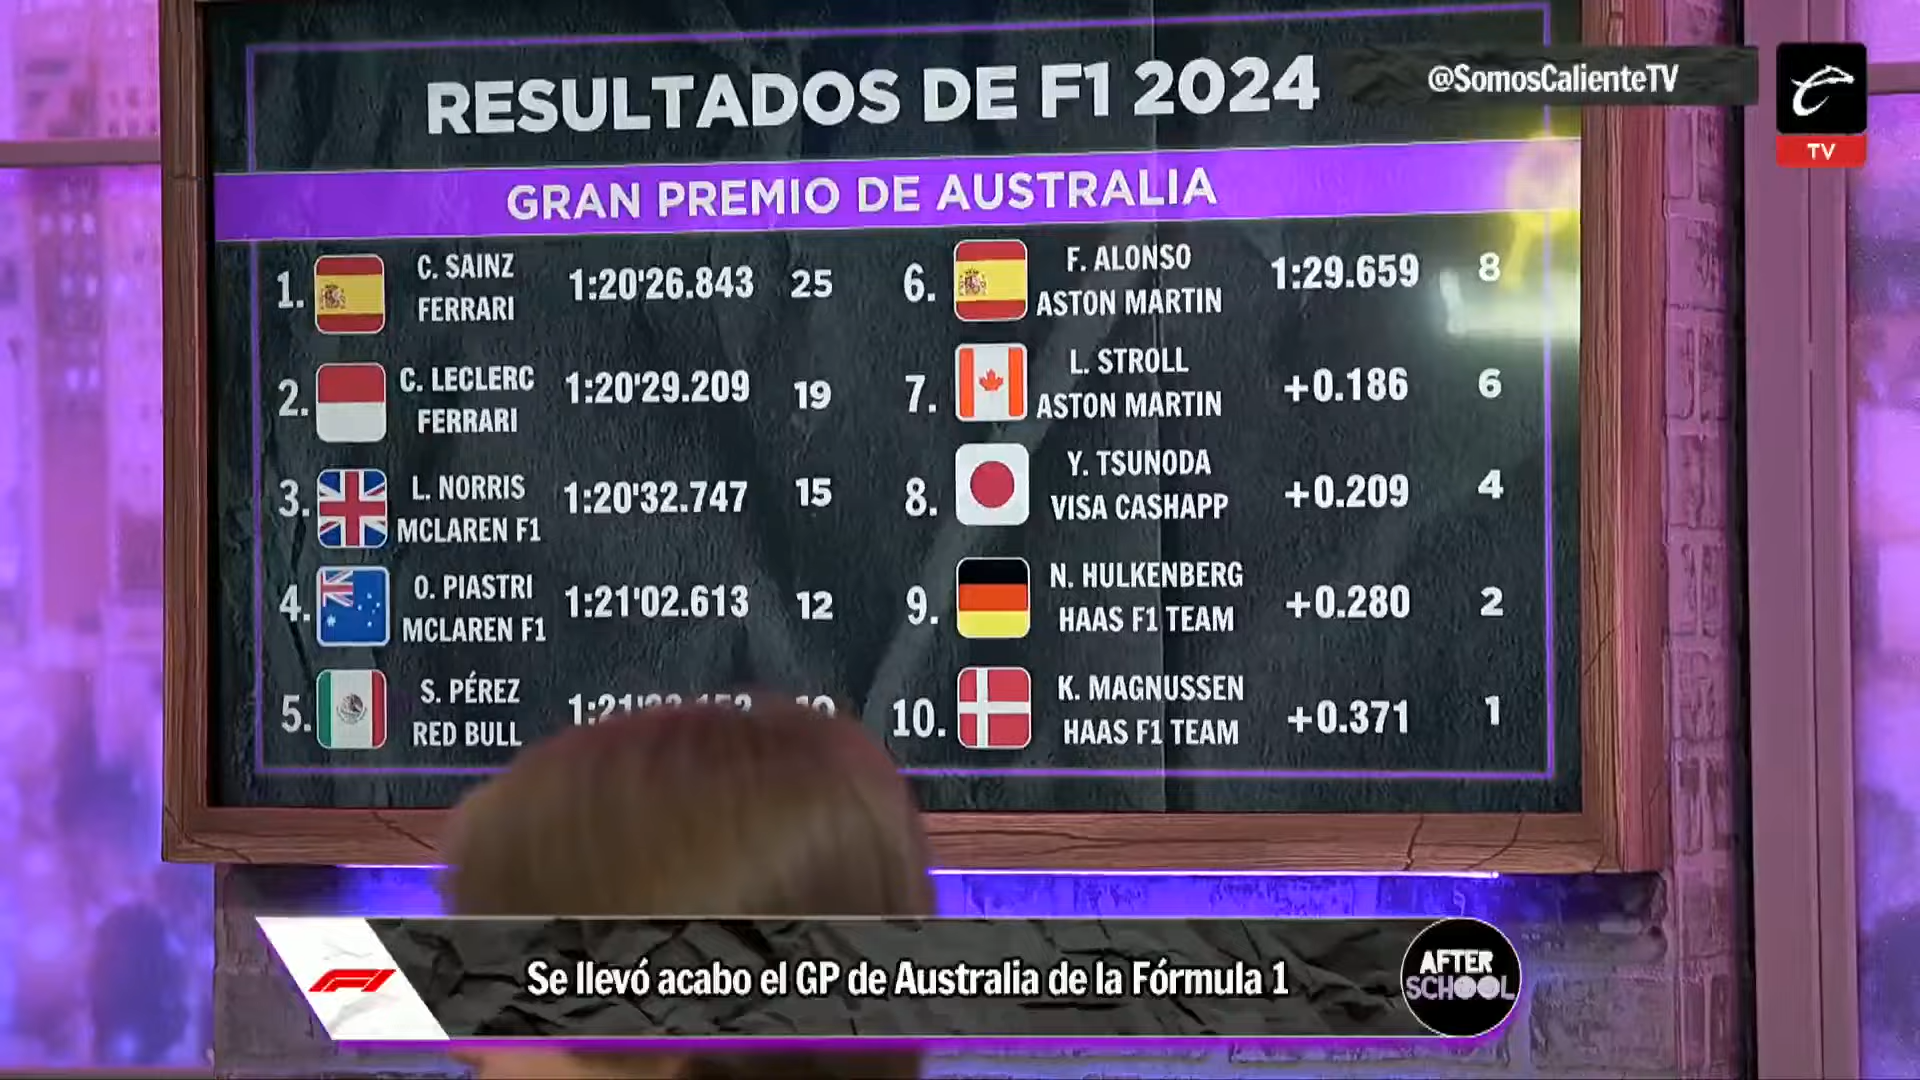 RESULTADOS DE F1 2024
@SomosCalienteTV
TV
GRAN PREMIO DE AUSTRALIA
1. C. SAINZ FERRARI 1:20'26.843 25
2. C. LECLERC FERRARI 1:20'29.209 19
3. L. NORRIS MCLAREN F1 1:20'32.747 15
4. O. PIASTRI MCLAREN F1 1:21'02.613 12
5. S. PÉREZ RED BULL
6. F. ALONSO ASTON MARTIN 1:29.659 8
7. L. STROLL ASTON MARTIN +0.186 6
8. Y. TSUNODA VISA CASHAPP +0.209 4
9. N. HULKENBERG HAAS F1 TEAM +0.280 2
10. K. MAGNUSSEN HAAS F1 TEAM +0.371 1
Se llevó acabo el GP de Australia de la Fórmula 1
AFTER
SCHOOL